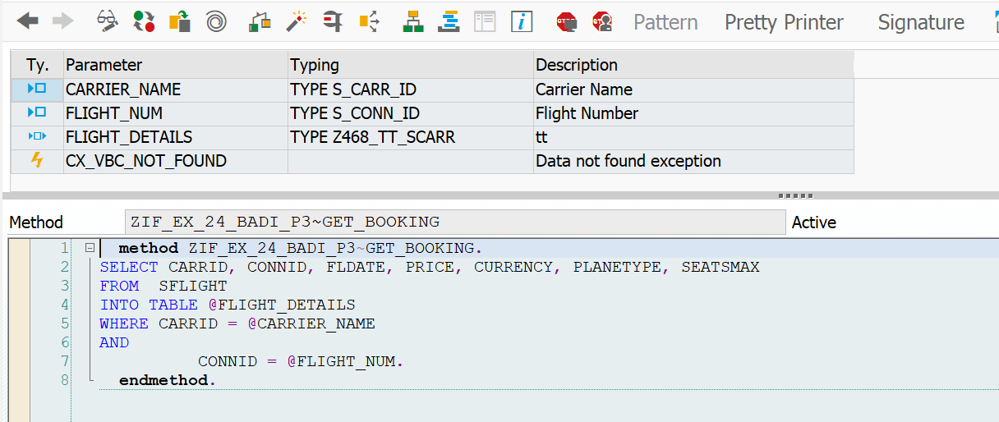 Pattern Pretty Printer Signature
Ty. Parameter Typing Description
CARRIER_NAME TYPE S_CARR_ID Carrier Name
FLIGHT_NUM TYPE S_CONN_ID Flight Number
FLIGHT_DETAILS TYPE Z468_TT_SCARR tt
CX_VBC_NOT_FOUND Data not found exception
Method ZIF_EX_24_BADI_P3~GET_BOOKING Active
1 method ZIF_EX_24_BADI_P3~GET_BOOKING.
2 SELECT CARRID, CONNID, FLDATE, PRICE, CURRENCY, PLANETYPE, SEATSMAX
3 FROM SFLIGHT
4 INTO TABLE @FLIGHT_DETAILS
5 WHERE CARRID = @CARRIER_NAME
6 AND
7 CONNID = @FLIGHT_NUM.
8 endmethod.